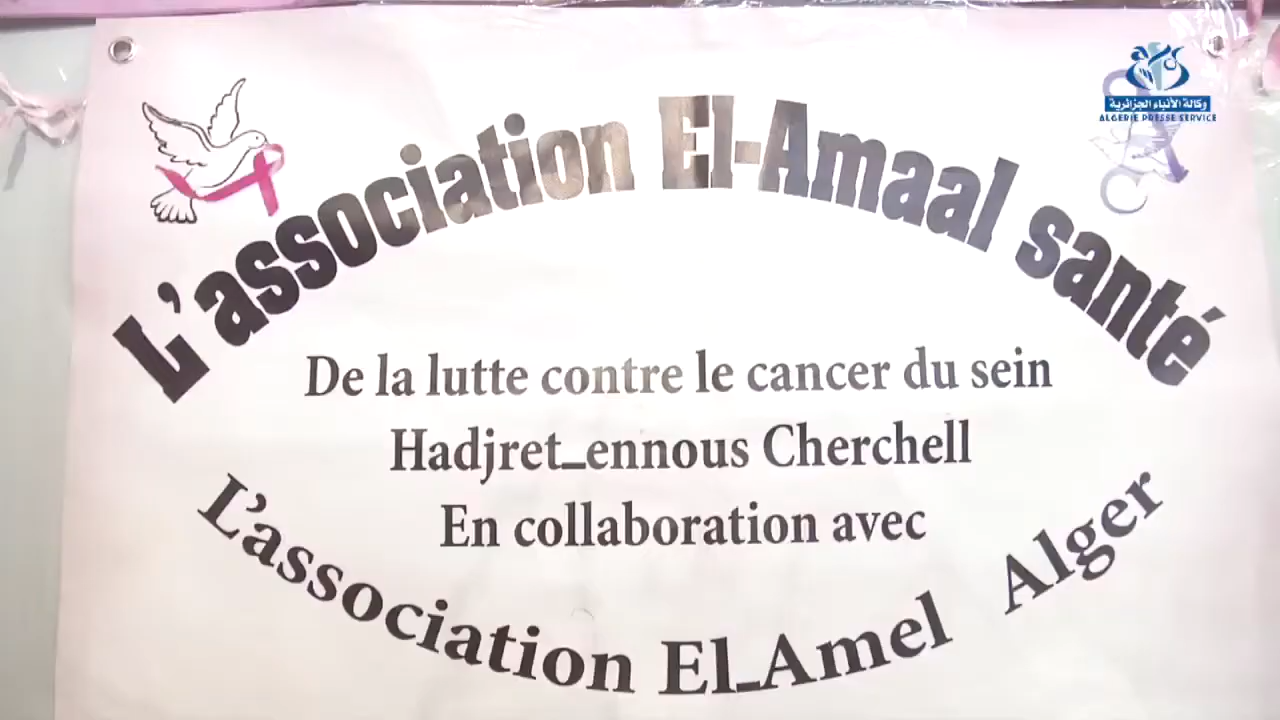 وكالة الأنباء الجزائرية
ALGERIE PRESSE SERVICE
L'association El-Amaal santé
De la lutte contre le cancer du sein
Hadjret_ennous Cherchell
En collaboration avec
L'association El_Amel Alger